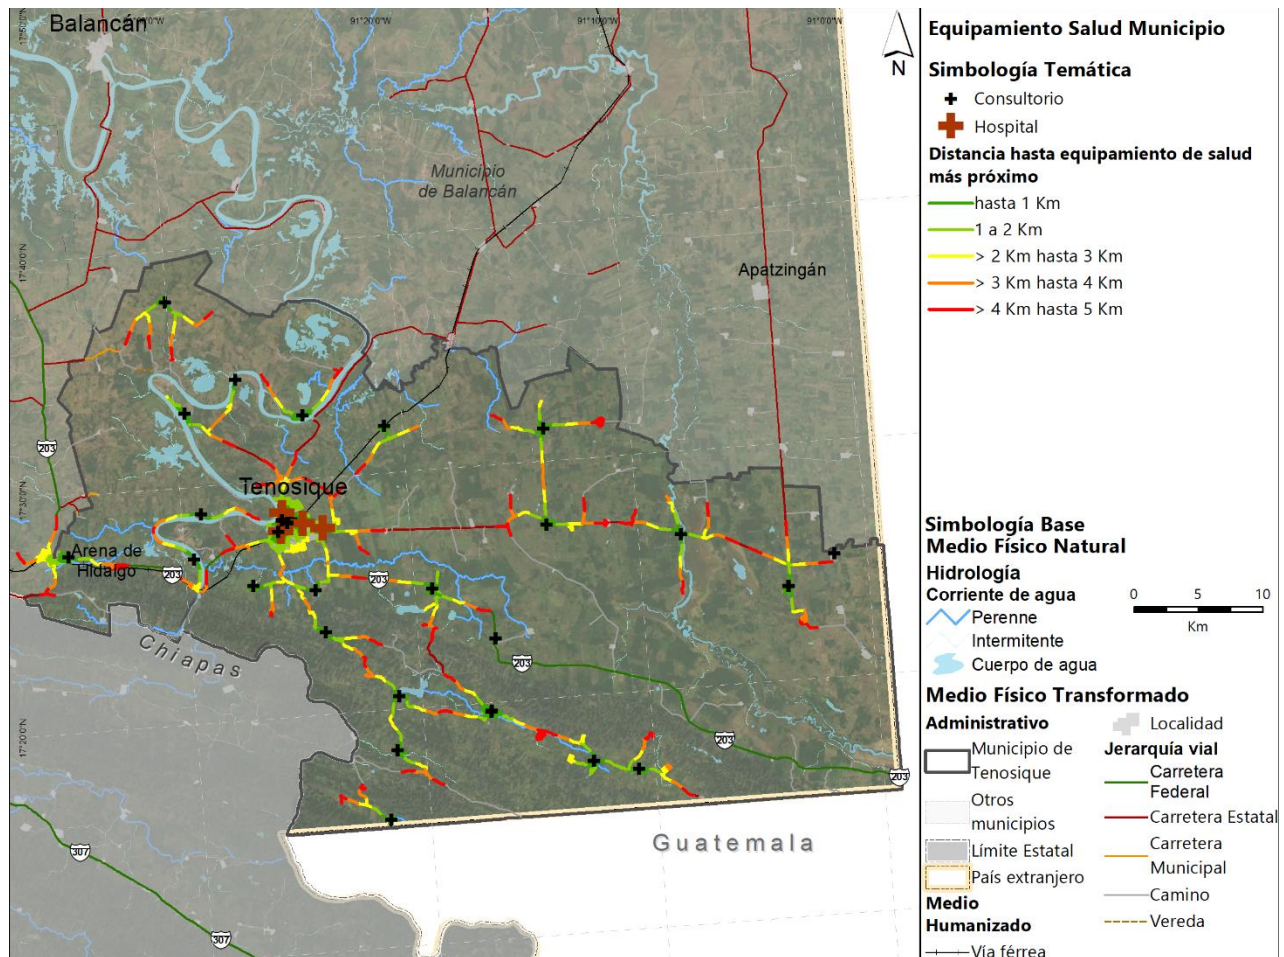 Balancán
91°20'0"W
91°10'0"W
91°0'0"W
17°50'0"N
N
Municipio
de Balancán
17°40'0"N
Apatzingán
203
Tenosique
17°30'0"N
Arena de
Hidalgo
203
203
Chiapas
203
17°20'0"N
203
203
Guatemala
307
307
Equipamiento Salud Municipio
Simbología Temática
Consultorio
Hospital
Distancia hasta equipamiento de salud
más próximo
hasta 1 Km
1 a 2 Km
> 2 Km hasta 3 Km
> 3 Km hasta 4 Km
> 4 Km hasta 5 Km
Simbología Base
Medio Físico Natural
Hidrología
Corriente de agua
Perenne
Intermitente
Cuerpo de agua
0 5 10
Km
Medio Físico Transformado
Administrativo
Municipio de
Tenosique
Otros
municipios
Límite Estatal
País extranjero
Medio
Humanizado
Vía férrea
Localidad
Jerarquía vial
Carretera
Federal
Carretera Estatal
Carretera
Municipal
Camino
Vereda